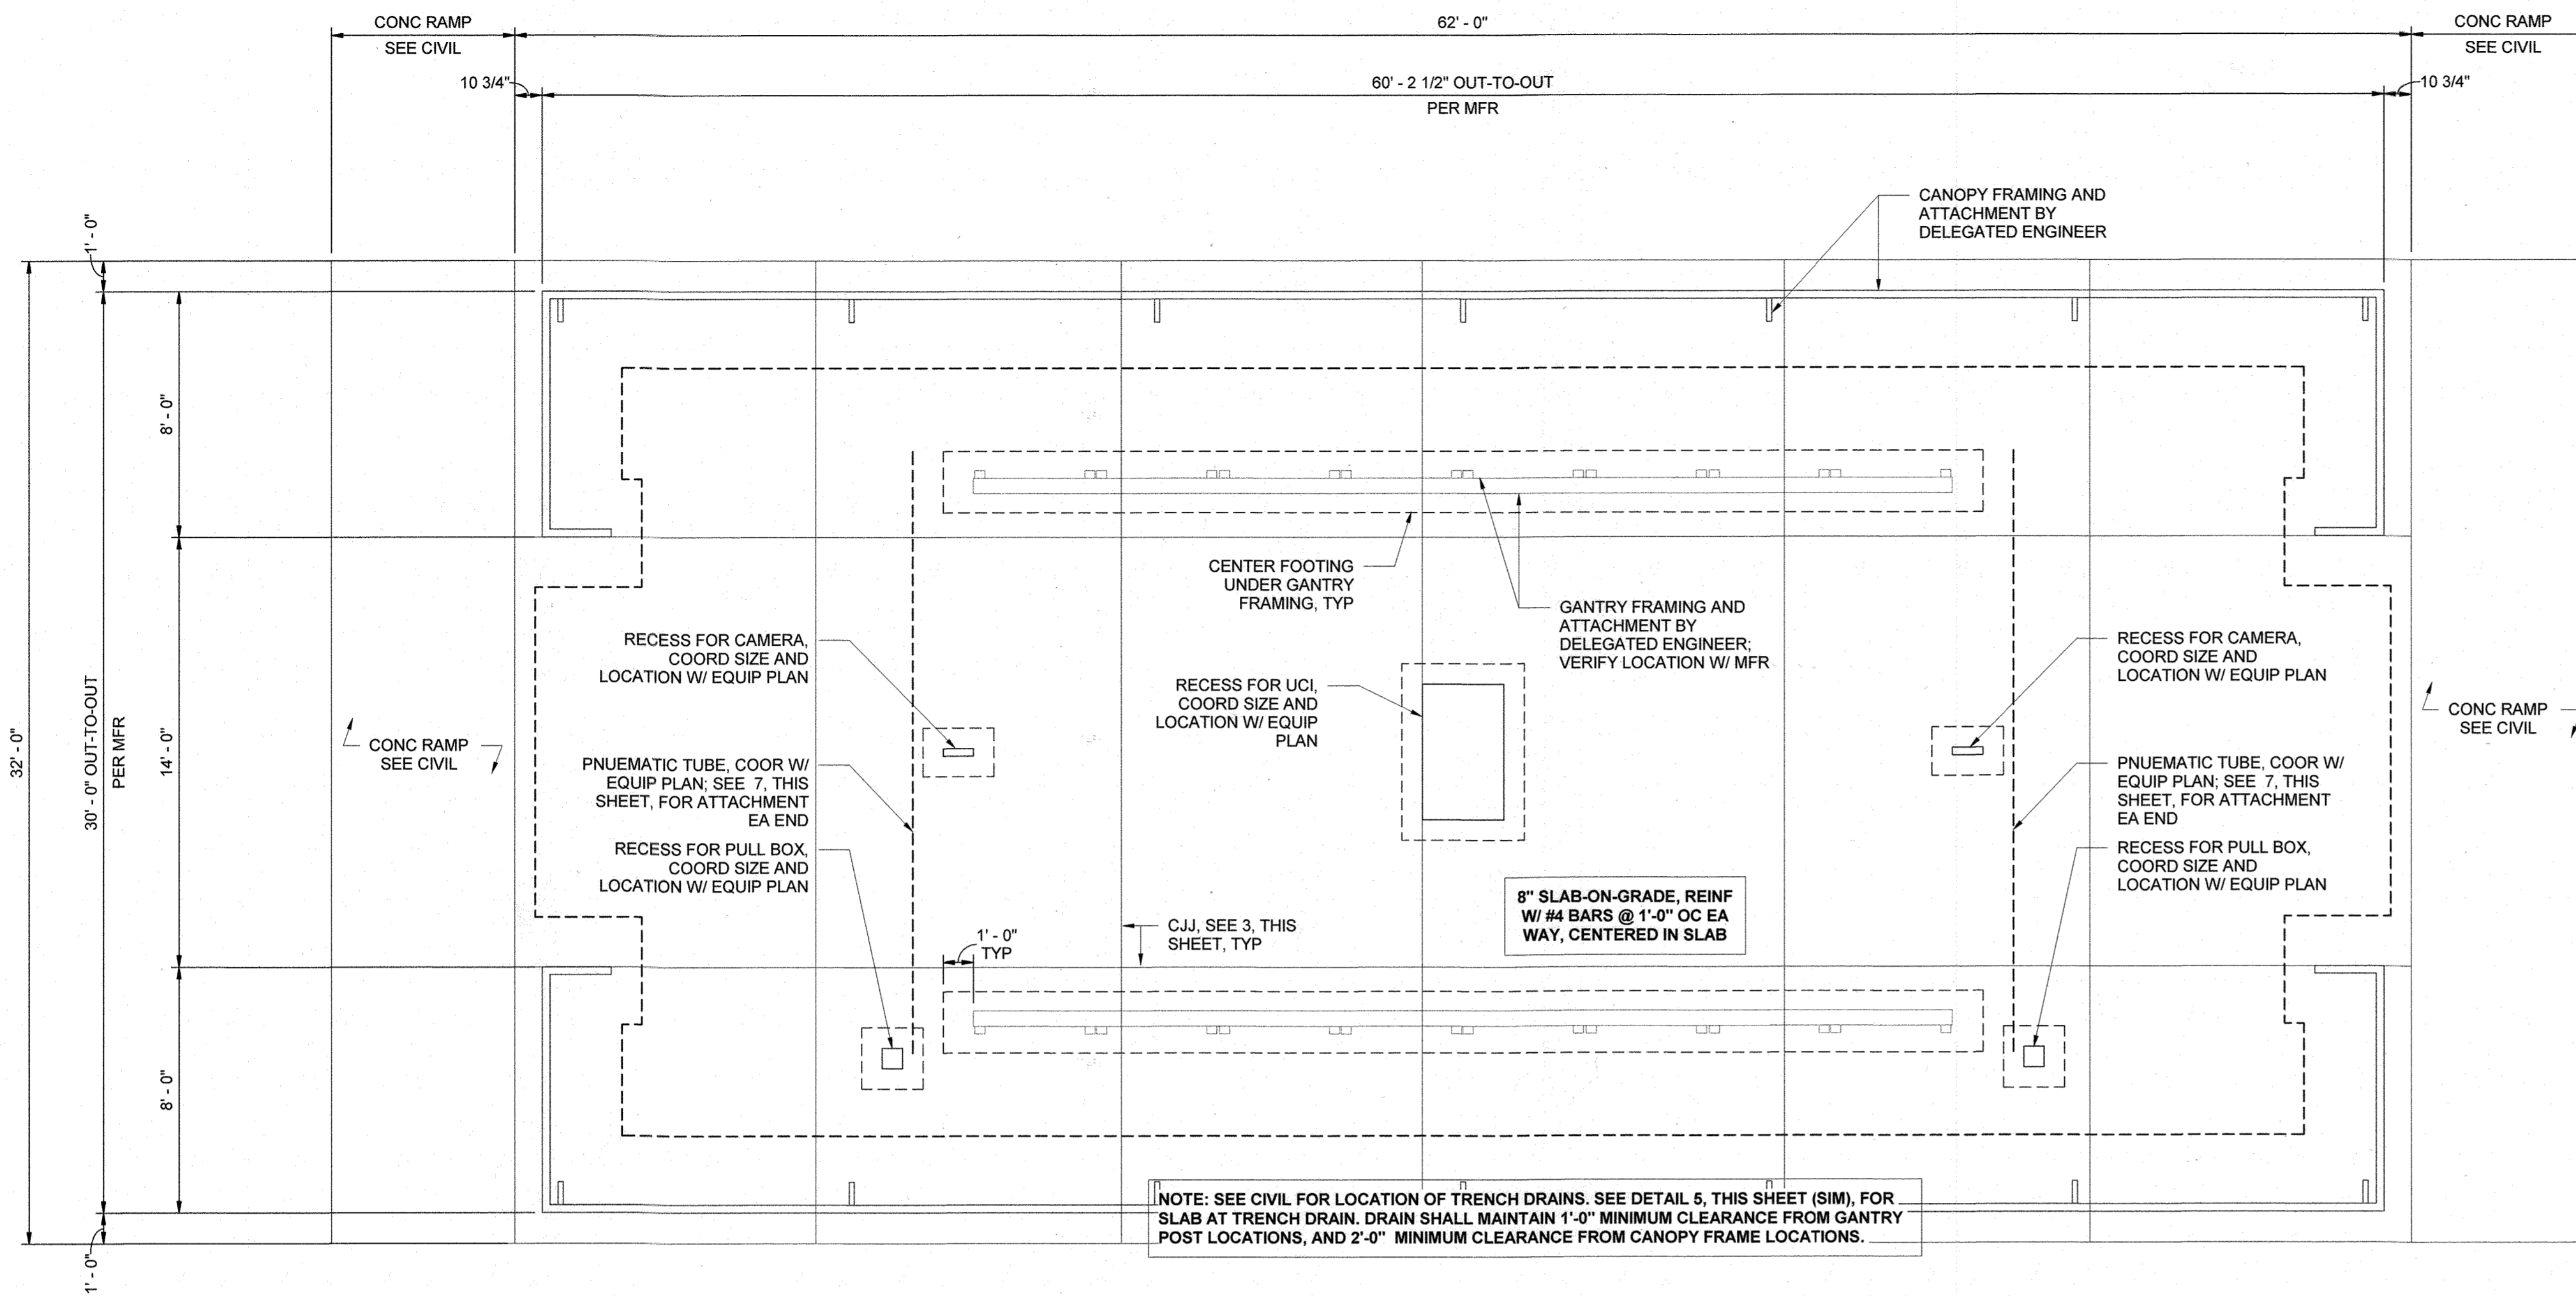 CONC RAMP
SEE CIVIL
62' - 0"
CONC RAMP
SEE CIVIL
10 3/4"
60' - 2 1/2" OUT-TO-OUT
PER MFR
10 3/4"
1' - 0"
CANOPY FRAMING AND
ATTACHMENT BY
DELEGATED ENGINEER
8' - 0"
32' - 0"
30' - 0" OUT-TO-OUT
PER MFR
14' - 0"
8' - 0"
1' - 0"
CENTER FOOTING
UNDER GANTRY
FRAMING, TYP
GANTRY FRAMING AND
ATTACHMENT BY
DELEGATED ENGINEER;
VERIFY LOCATION W/ MFR
RECESS FOR CAMERA,
COORD SIZE AND
LOCATION W/ EQUIP PLAN
RECESS FOR UCI,
COORD SIZE AND
LOCATION W/ EQUIP
PLAN
RECESS FOR CAMERA,
COORD SIZE AND
LOCATION W/ EQUIP PLAN
CONC RAMP
SEE CIVIL
CONC RAMP
SEE CIVIL
PNUEMATIC TUBE, COOR W/
EQUIP PLAN; SEE 7, THIS
SHEET, FOR ATTACHMENT
EA END
PNUEMATIC TUBE, COOR W/
EQUIP PLAN; SEE 7, THIS
SHEET, FOR ATTACHMENT
EA END
RECESS FOR PULL BOX,
COORD SIZE AND
LOCATION W/ EQUIP PLAN
RECESS FOR PULL BOX,
COORD SIZE AND
LOCATION W/ EQUIP PLAN
1' - 0"
TYP
CJJ, SEE 3, THIS
SHEET, TYP
8" SLAB-ON-GRADE, REINF
W/ #4 BARS @ 1'-0" OC EA
WAY, CENTERED IN SLAB
NOTE: SEE CIVIL FOR LOCATION OF TRENCH DRAINS. SEE DETAIL 5, THIS SHEET (SIM), FOR
SLAB AT TRENCH DRAIN. DRAIN SHALL MAINTAIN 1'-0" MINIMUM CLEARANCE FROM GANTRY
POST LOCATIONS, AND 2'-0" MINIMUM CLEARANCE FROM CANOPY FRAME LOCATIONS.